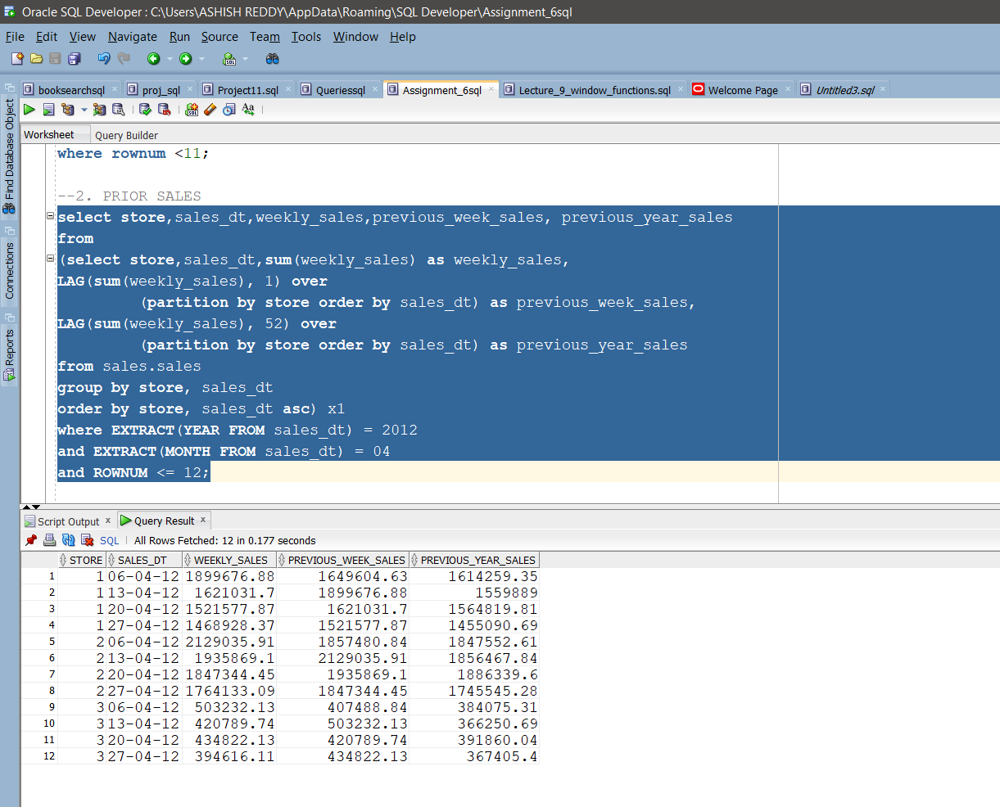 Oracle SQL Developer : C:\Users\ASHISH REDDY\AppData\Roaming\SQL Developer\Assignment_6sql
File Edit View Navigate Run Source Team Tools Window Help
booksearchsql proj_sql Project11.sql Queriessql Assignment_6sql Lecture_9_window_functions.sql Welcome Page Untitled3.sql
Find Database Object
Connections
Reports
Worksheet Query Builder
where rownum <11;
--2. PRIOR SALES
select store,sales_dt,weekly_sales,previous_week_sales, previous_year_sales
from
(select store,sales_dt,sum(weekly_sales) as weekly_sales,
LAG(sum(weekly_sales), 1) over
(partition by store order by sales_dt) as previous_week_sales,
LAG(sum(weekly_sales), 52) over
(partition by store order by sales_dt) as previous_year_sales
from sales.sales
group by store, sales_dt
order by store, sales_dt asc) x1
where EXTRACT(YEAR FROM sales_dt) = 2012
and EXTRACT(MONTH FROM sales_dt) = 04
and ROWNUM <= 12;
Script Output x Query Result x
SQL | All Rows Fetched: 12 in 0.177 seconds
STORE SALES_DT WEEKLY_SALES PREVIOUS_WEEK_SALES PREVIOUS_YEAR_SALES
1 1 06-04-12 1899676.88 1649604.63 1614259.35
2 1 13-04-12 1621031.7 1899676.88 1559889
3 1 20-04-12 1521577.87 1621031.7 1564819.81
4 1 27-04-12 1468928.37 1521577.87 1455090.69
5 2 06-04-12 2129035.91 1857480.84 1847552.61
6 2 13-04-12 1935869.1 2129035.91 1856467.84
7 2 20-04-12 1847344.45 1935869.1 1886339.6
8 2 27-04-12 1764133.09 1847344.45 1745545.28
9 3 06-04-12 503232.13 407488.84 384075.31
10 3 13-04-12 420789.74 503232.13 366250.69
11 3 20-04-12 434822.13 420789.74 391860.04
12 3 27-04-12 394616.11 434822.13 367405.4